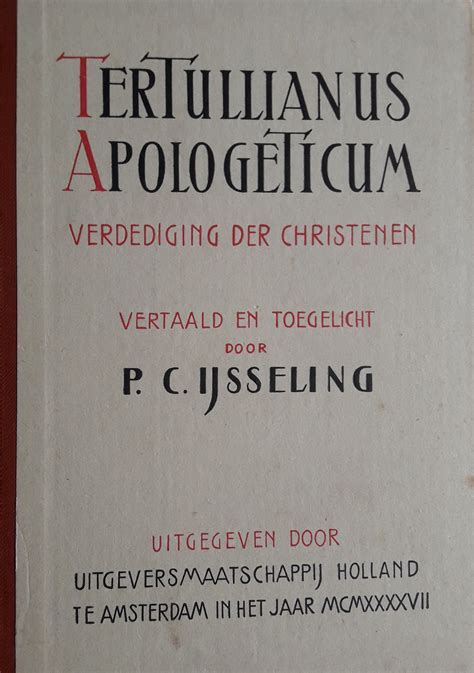 TERTULLIANUS
APOLOGETICUM
VERDEDIGING DER CHRISTENEN
VERTAALD EN TOEGELICHT
DOOR
P. C. IJSSELING
UITGEGEVEN DOOR
UITGEVERSMAATSCHAPPIJ HOLLAND
TE AMSTERDAM IN HET JAAR MCMXXXXVII